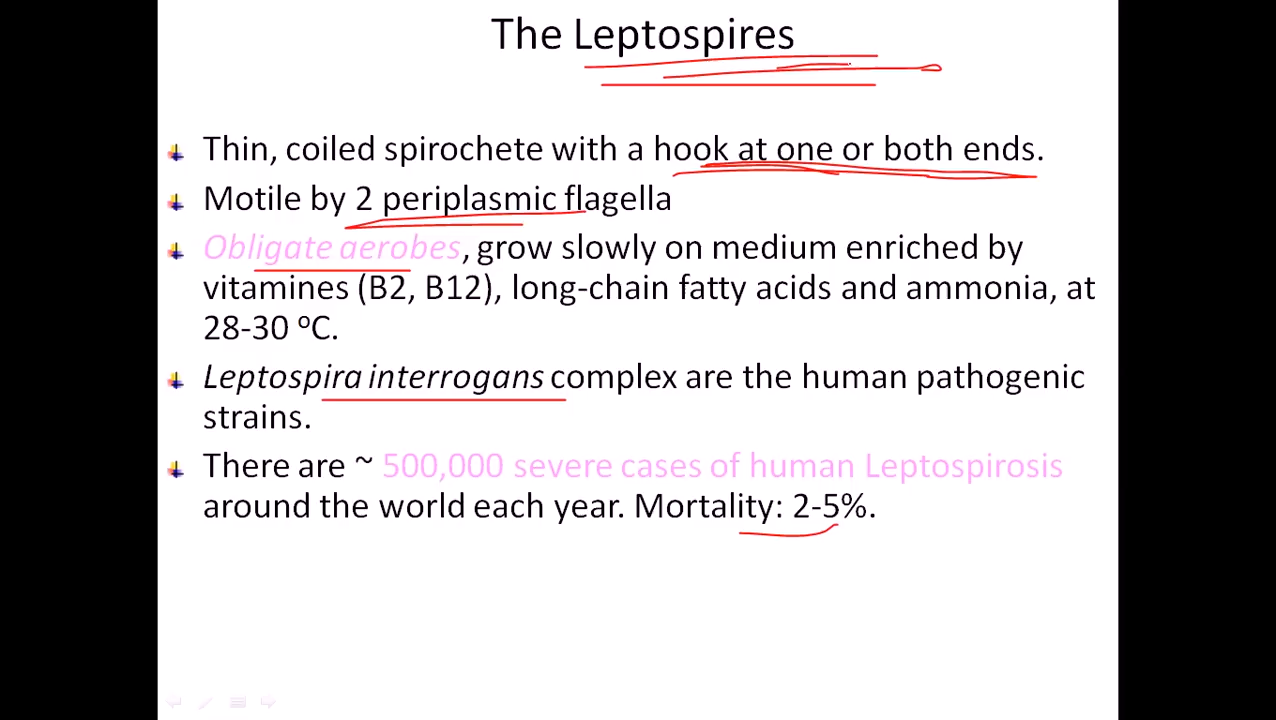 The Leptospires
Thin, coiled spirochete with a hook at one or both ends.
Motile by 2 periplasmic flagella
Obligate aerobes, grow slowly on medium enriched by
vitamines (B2, B12), long-chain fatty acids and ammonia, at
28-30 ºC.
Leptospira interrogans complex are the human pathogenic
strains.
There are ~ 500,000 severe cases of human Leptospirosis
around the world each year. Mortality: 2-5%.